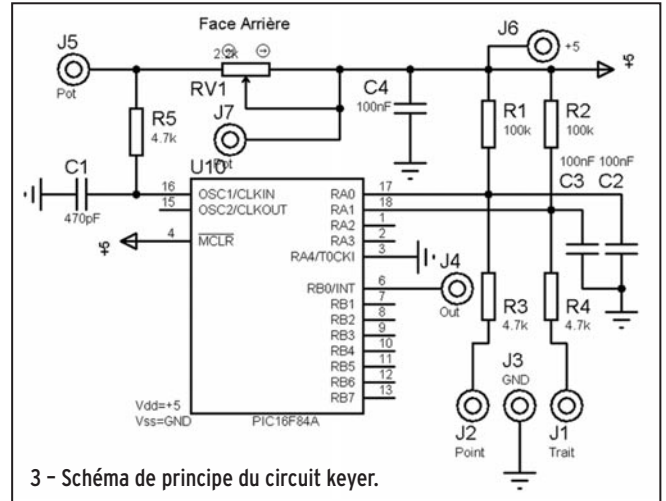 Face Arrière
J5
Pot
2.2k
RV1
J7
Pot
J6
+5
+5
C4
100nF
R1
100k
R2
100k
R5
4.7k
C1
470pF
U10
16
OSC1/CLKIN
15
OSC2/CLKOUT
4
MCLR
+5
RA0
17
RA1
18
RA2
1
RA3
2
RA4/T0CKI
3
RB0/INT
6
RB1
7
RB2
8
RB3
9
RB4
10
RB5
11
RB6
12
RB7
13
100nF 100nF
C3 C2
J4
Out
R3
4.7k
R4
4.7k
J3
GND
J2
Point
J1
Trait
Vdd=+5
Vss=GND
PIC16F84A
3 – Schéma de principe du circuit keyer.